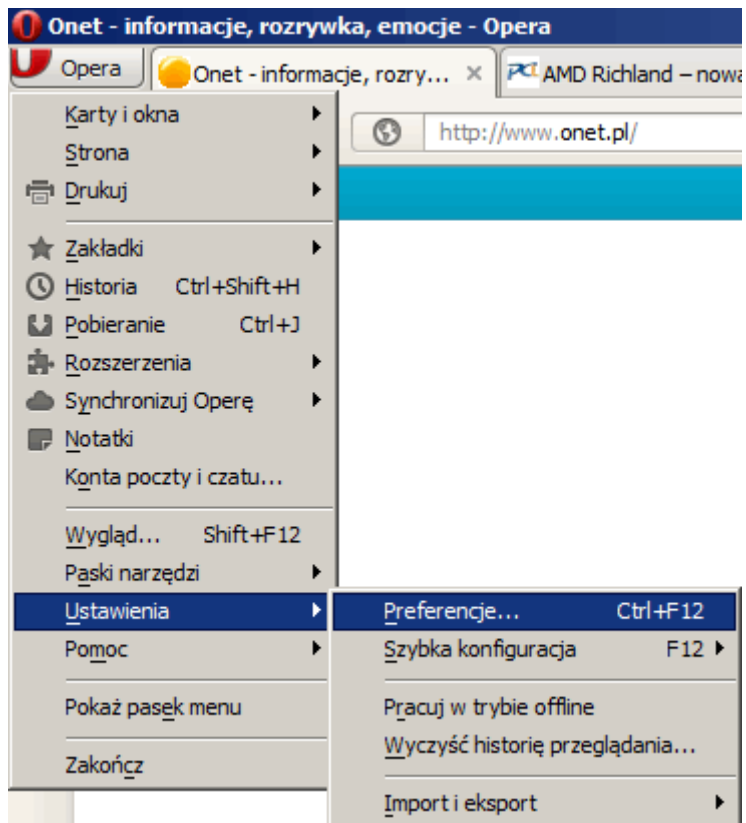 Onet - informacje, rozrywka, emocje - Opera
Opera
Onet - informacje, rozry...
AMD Richland – nowa
http://www.onet.pl/
Karty i okna
Strona
Drukuj
Zakładki
Historia Ctrl+Shift+H
Pobieranie Ctrl+J
Rozszerzenia
Synchronizuj Operę
Notatki
Konta poczty i czatu...
Wygląd... Shift+F12
Paski narzędzi
Ustawienia
Pomoc
Pokaż pasek menu
Zakończ
Preferencje... Ctrl+F12
Szybka konfiguracja F12
Pracuj w trybie offline
Wyczyść historię przeglądania...
Import i eksport